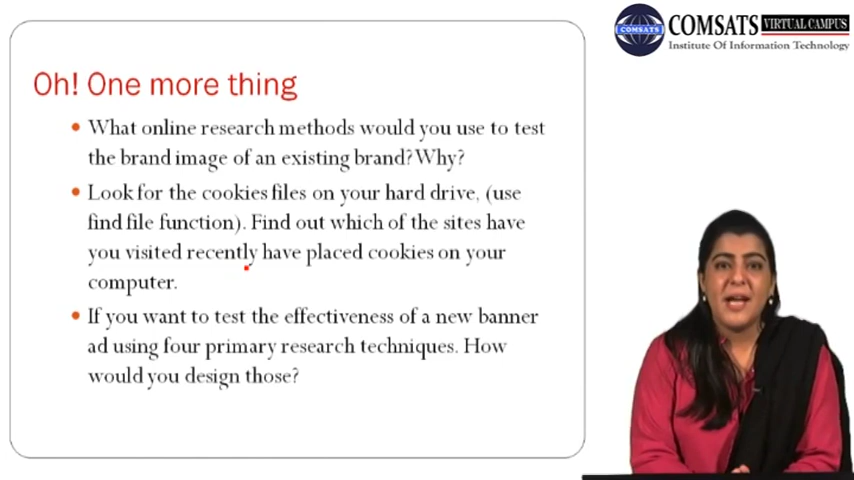 COMSATS VIRTUAL CAMPUS
COMSATS
Institute Of Information Technology
Oh! One more thing
What online research methods would you use to test
the brand image of an existing brand? Why?
Look for the cookies files on your hard drive, (use
find file function). Find out which of the sites have
you visited recently have placed cookies on your
computer.
If you want to test the effectiveness of a new banner
ad using four primary research techniques. How
would you design those?